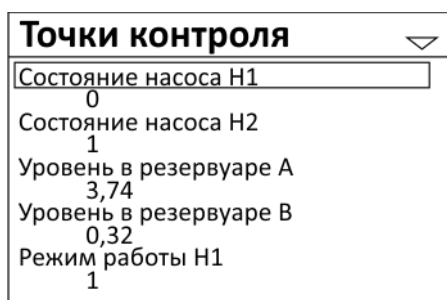 Точки контроля
Состояние насоса Н1
0
Состояние насоса Н2
1
Уровень в резервуаре А
3,74
Уровень в резервуаре В
0,32
Режим работы Н1
1